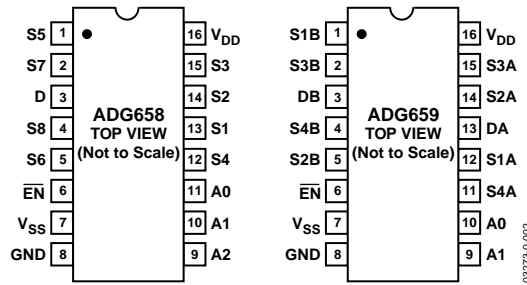 S5 1 16 VDD
S7 2 15 S3
D 3 14 S2
S8 4 13 S1
S6 5 12 S4
EN 6 11 A0
VSS 7 10 A1
GND 8 9 A2
ADG658
TOP VIEW
(Not to Scale)
S1B 1 16 VDD
S3B 2 15 S3A
DB 3 14 S2A
S4B 4 13 DA
S2B 5 12 S1A
EN 6 11 S4A
VSS 7 10 A0
GND 8 9 A1
ADG659
TOP VIEW
(Not to Scale)
03273-0-002